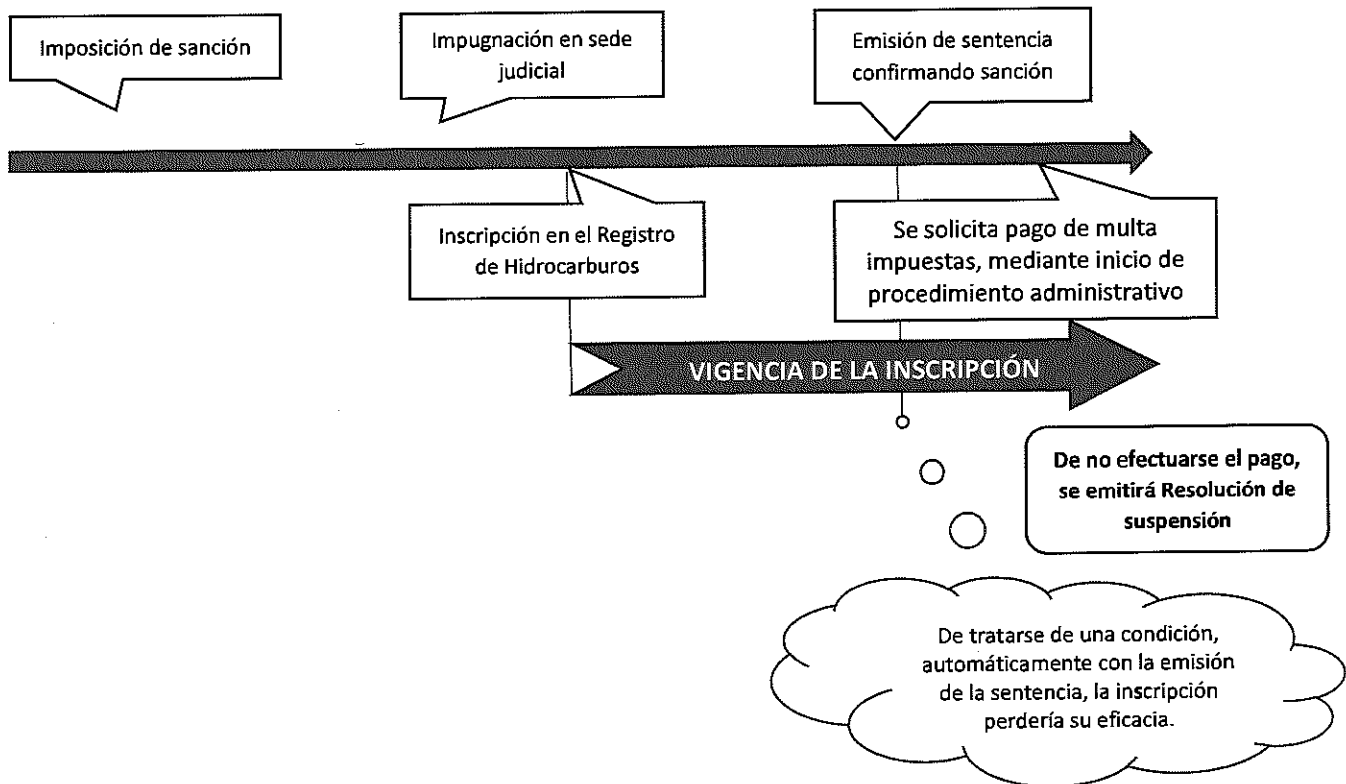 Imposición de sanción
Impugnación en sede
judicial
Emisión de sentencia
confirmando sanción
Inscripción en el Registro
de Hidrocarburos
Se solicita pago de multa
impuestas, mediante inicio de
procedimiento administrativo
VIGENCIA DE LA INSCRIPCIÓN
De no efectuarse el pago,
se emitirá Resolución de
suspensión
De tratarse de una condición,
automáticamente con la emisión
de la sentencia, la inscripción
perdería su eficacia.